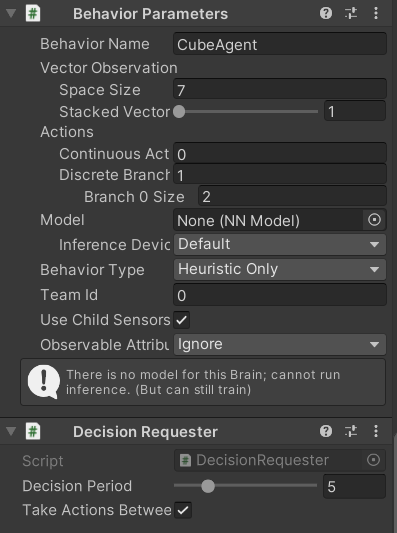 Behavior Parameters
Behavior Name CubeAgent
Vector Observation
Space Size 7
Stacked Vector 1
Actions
Continuous Act 0
Discrete Branch 1
Branch 0 Size 2
Model None (NN Model)
Inference Devic Default
Behavior Type Heuristic Only
Team Id 0
Use Child Sensors
Observable Attribu Ignore
There is no model for this Brain; cannot run
inference. (But can still train)
Decision Requester
Script DecisionRequester
Decision Period 5
Take Actions Betwee